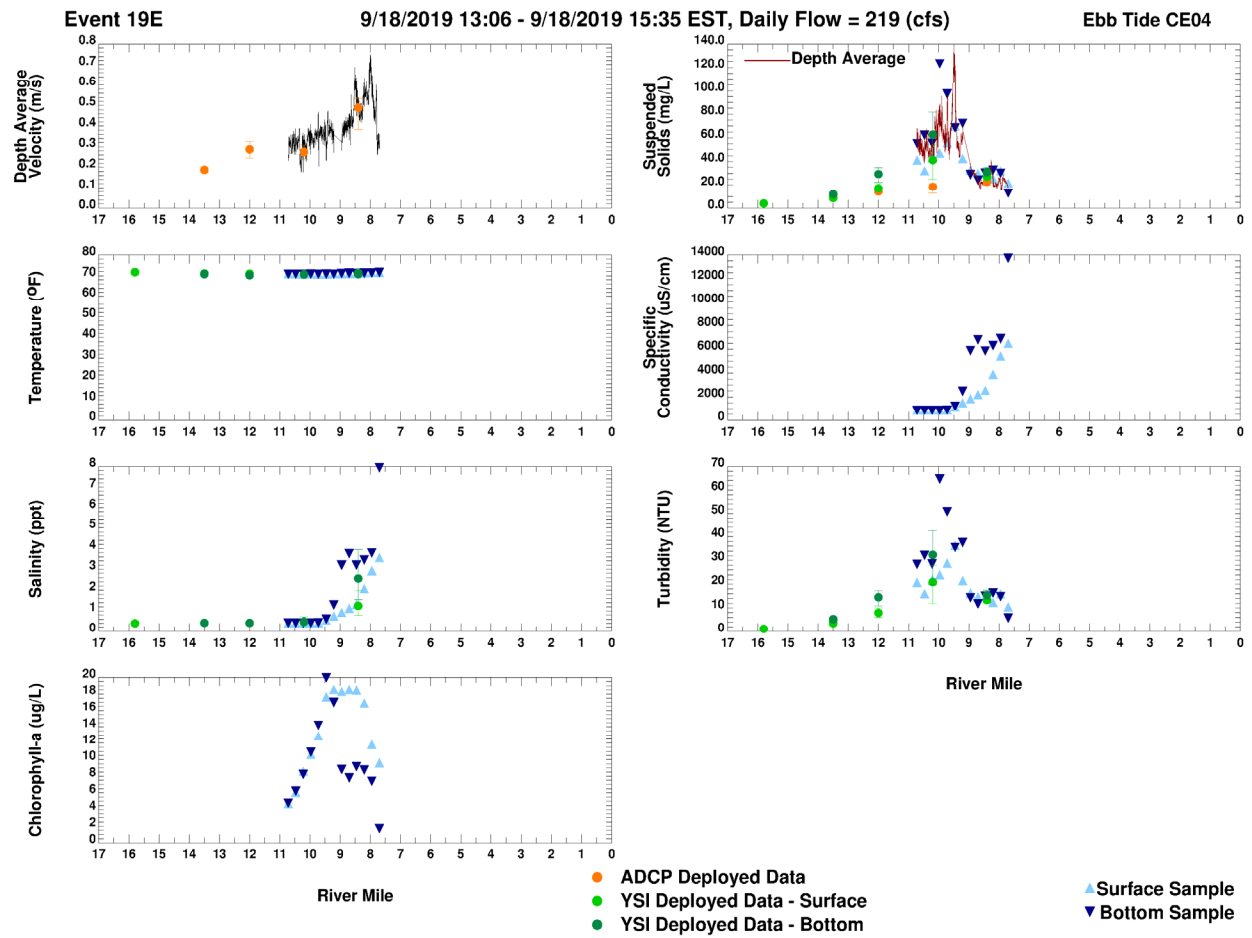 Event 19E 9/18/2019 13:06 - 9/18/2019 15:35 EST, Daily Flow = 219 (cfs) Ebb Tide CE04
Depth Average
Velocity (m/s)
0.8
0.7
0.6
0.5
0.4
0.3
0.2
0.1
0.0
17 16 15 14 13 12 11 10 9 8 7 6 5 4 3 2 1 0
Suspended
Solids (mg/L)
140.0
120.0
100.0
80.0
60.0
40.0
20.0
0.0
Depth Average
17 16 15 14 13 12 11 10 9 8 7 6 5 4 3 2 1 0
Temperature (ºF)
80
70
60
50
40
30
20
10
0
17 16 15 14 13 12 11 10 9 8 7 6 5 4 3 2 1 0
Specific
Conductivity (uS/cm)
14000
12000
10000
8000
6000
4000
2000
0
17 16 15 14 13 12 11 10 9 8 7 6 5 4 3 2 1 0
Salinity (ppt)
8
7
6
5
4
3
2
1
0
17 16 15 14 13 12 11 10 9 8 7 6 5 4 3 2 1 0
Turbidity (NTU)
70
60
50
40
30
20
10
0
17 16 15 14 13 12 11 10 9 8 7 6 5 4 3 2 1 0
River Mile
Chlorophyll-a (ug/L)
20
18
16
14
12
10
8
6
4
2
0
17 16 15 14 13 12 11 10 9 8 7 6 5 4 3 2 1 0
River Mile
ADCP Deployed Data
YSI Deployed Data - Surface
YSI Deployed Data - Bottom
Surface Sample
Bottom Sample